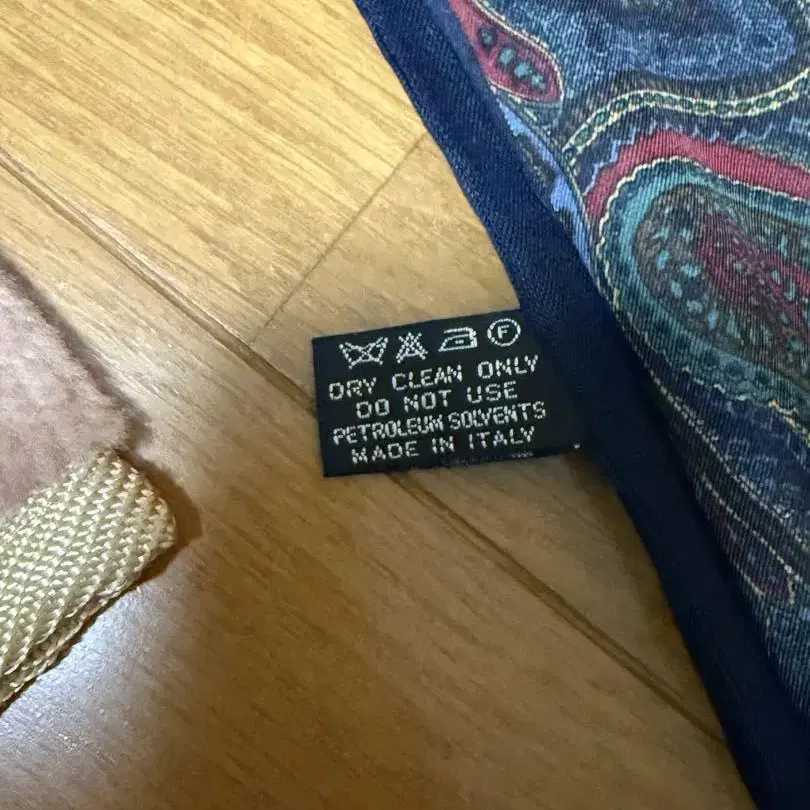 F
DRY CLEAN ONLY
DO NOT USE
PETROLEUM SOLVENTS
MADE IN ITALY